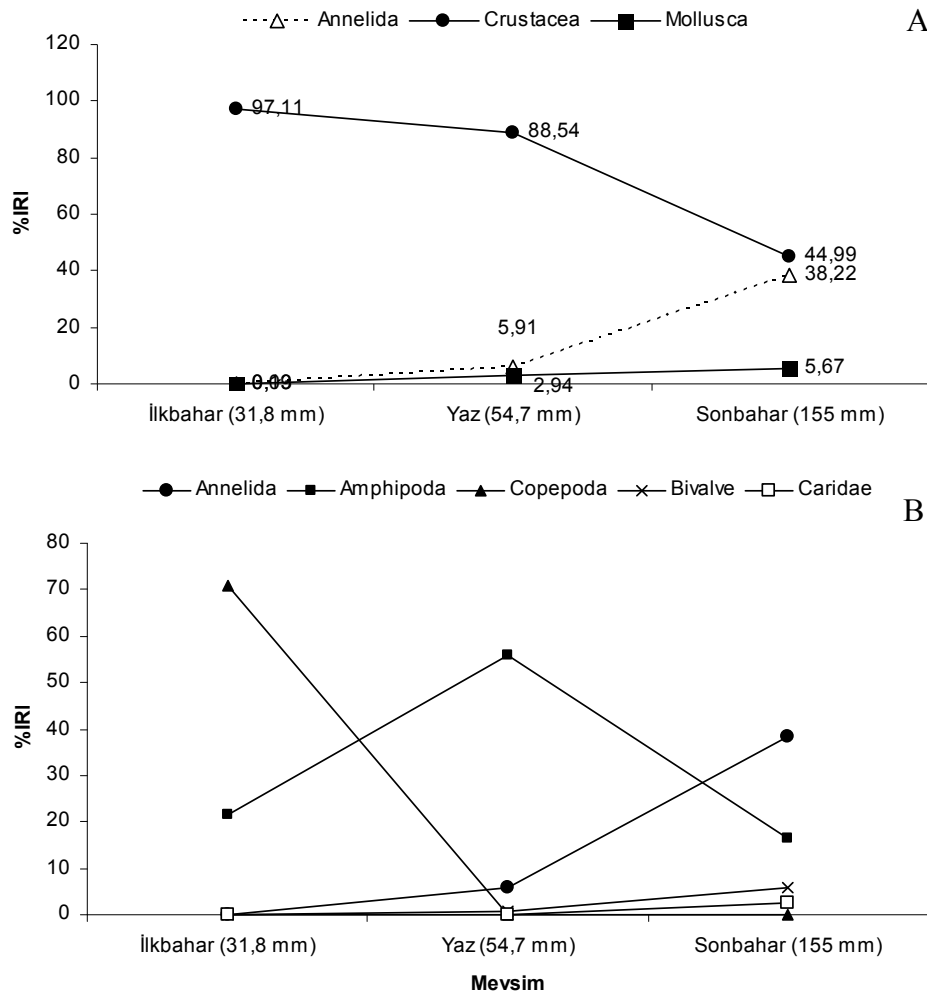 Annelida Crustacea Mollusca
A
120
100
80
60
40
20
0
%IRI
97,11
88,54
44,99
38,22
5,91
2,94
5,67
İlkbahar (31,8 mm) Yaz (54,7 mm) Sonbahar (155 mm)
Annelida Amphipoda Copepoda Bivalve Caridae
B
80
70
60
50
40
30
20
10
0
%IRI
İlkbahar (31,8 mm) Yaz (54,7 mm) Sonbahar (155 mm)
Mevsim